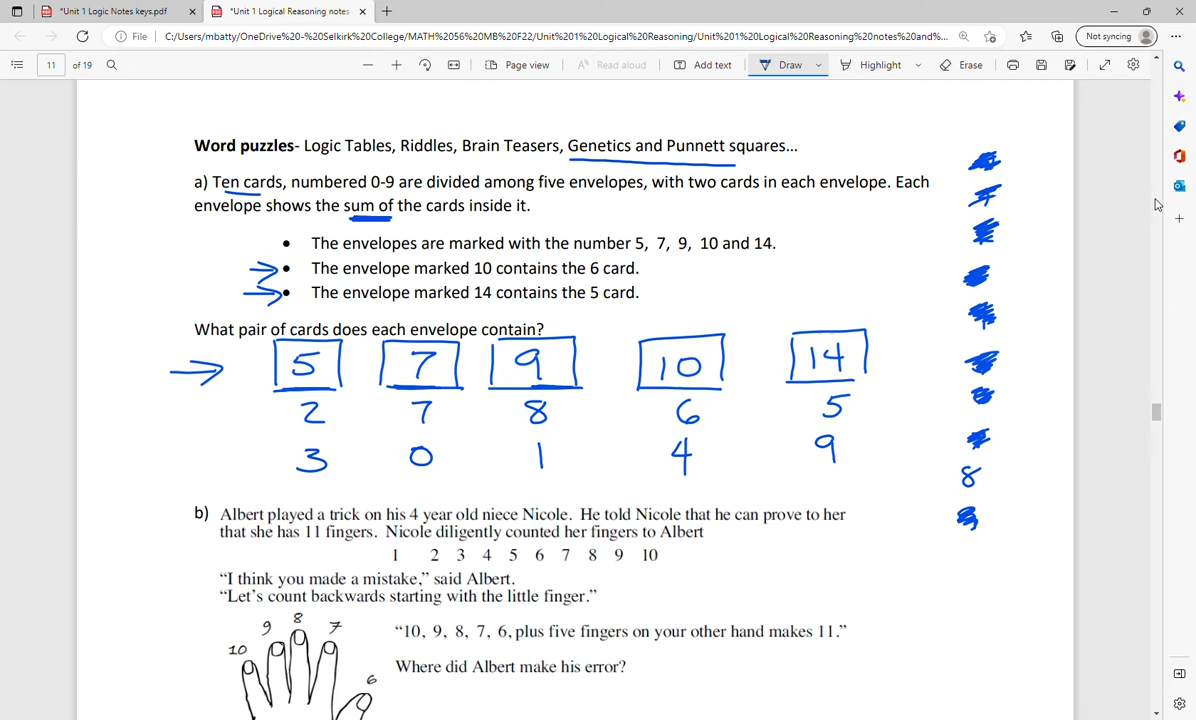 *Unit 1 Logic Notes keys.pdf
*Unit 1 Logical Reasoning notes
File
C:/Users/mbatty/OneDrive%20-%20Selkirk%20College/MATH%2056%20MB%20F22/Unit%201%20Logical%20Reasoning/Unit%201%20Logical%20Reasoning%20notes%20and%...
Not syncing
11 of 19
Page view
Read aloud
Add text
Draw
Highlight
Erase
Word puzzles- Logic Tables, Riddles, Brain Teasers, Genetics and Punnett squares...
a) Ten cards, numbered 0-9 are divided among five envelopes, with two cards in each envelope. Each
envelope shows the sum of the cards inside it.
• The envelopes are marked with the number 5, 7, 9, 10 and 14.
• The envelope marked 10 contains the 6 card.
• The envelope marked 14 contains the 5 card.
What pair of cards does each envelope contain?
5 7 9 10 14
2 7 8 6 5
3 0 1 4 9
8
b) Albert played a trick on his 4 year old niece Nicole. He told Nicole that he can prove to her
that she has 11 fingers. Nicole diligently counted her fingers to Albert
1 2 3 4 5 6 7 8 9 10
“I think you made a mistake,” said Albert.
“Let’s count backwards starting with the little finger.”
10 9 8 7 6
“10, 9, 8, 7, 6, plus five fingers on your other hand makes 11.”
Where did Albert make his error?